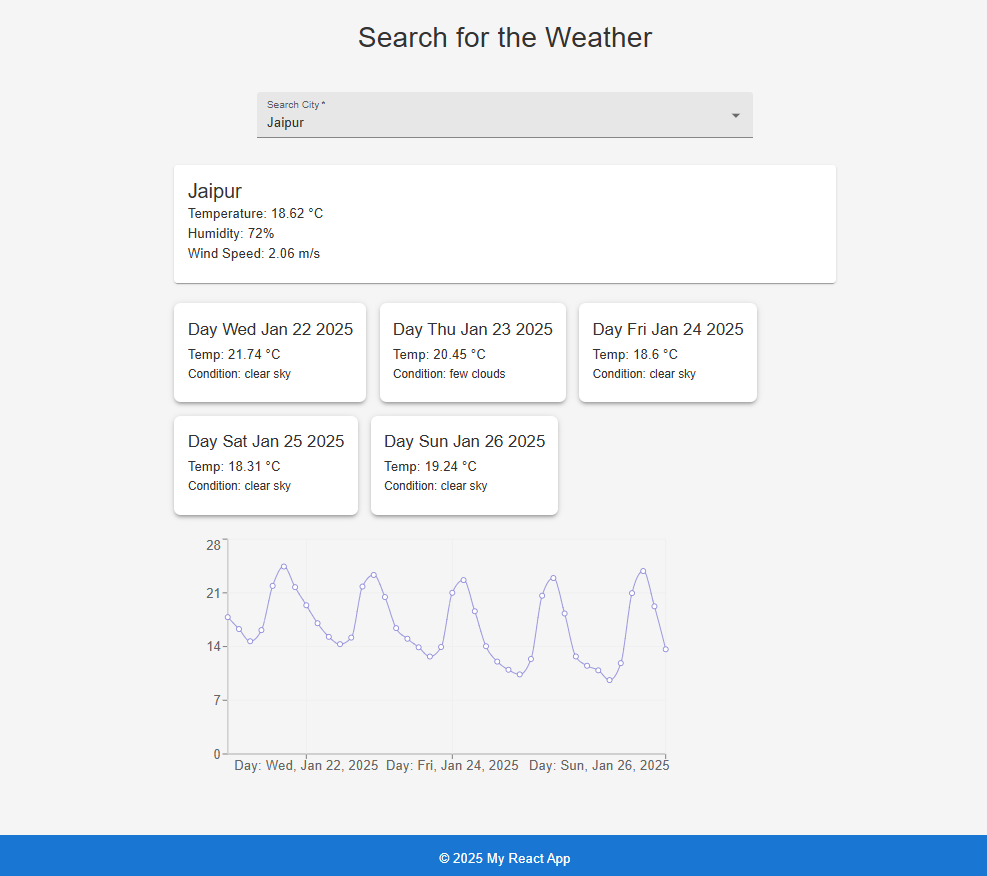 Search for the Weather
Search City *
Jaipur
Jaipur
Temperature: 18.62 °C
Humidity: 72%
Wind Speed: 2.06 m/s
Day Wed Jan 22 2025
Temp: 21.74 °C
Condition: clear sky
Day Thu Jan 23 2025
Temp: 20.45 °C
Condition: few clouds
Day Fri Jan 24 2025
Temp: 18.6 °C
Condition: clear sky
Day Sat Jan 25 2025
Temp: 18.31 °C
Condition: clear sky
Day Sun Jan 26 2025
Temp: 19.24 °C
Condition: clear sky
28
21
14
7
0
Day: Wed, Jan 22, 2025 Day: Fri, Jan 24, 2025 Day: Sun, Jan 26, 2025
© 2025 My React App